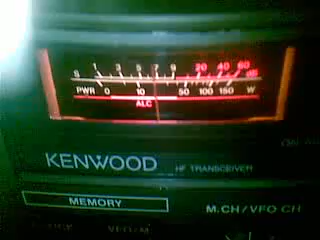 S 1 3 5 7 9 20 40 60 dB
PWR 0 10 50 100 150 W
ALC
KENWOOD HF TRANSCEIVER
MEMORY
M.CH/VFO CH